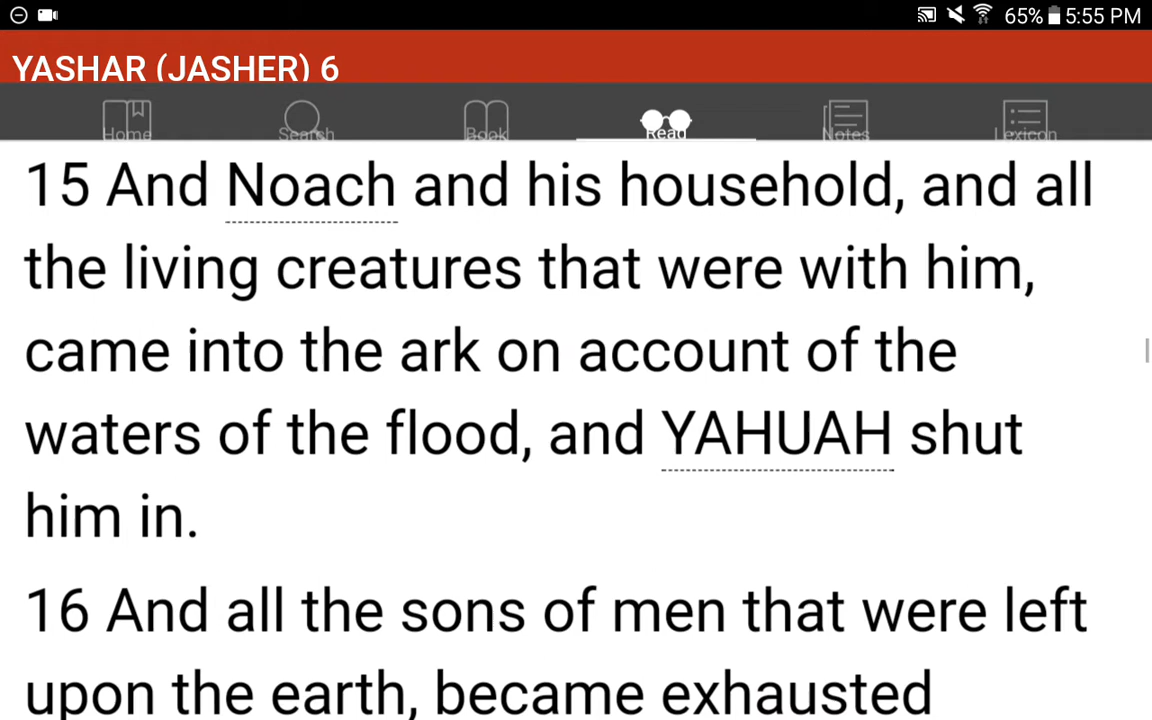 65% 5:55 PM
YASHAR (JASHER) 6
Home Search Book Read Notes Lexicon
15 And Noach and his household, and all
the living creatures that were with him,
came into the ark on account of the
waters of the flood, and YAHUAH shut
him in.
16 And all the sons of men that were left
upon the earth, became exhausted